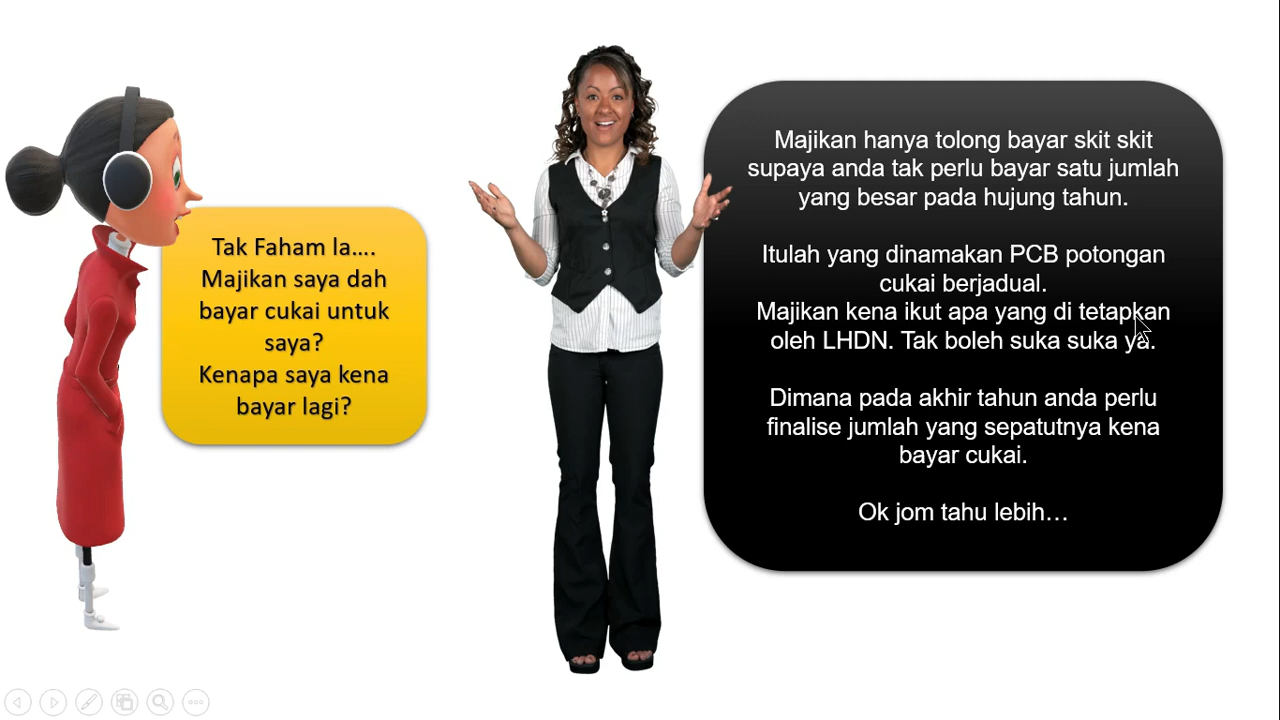 Tak Faham la....
Majikan saya dah
bayar cukai untuk
saya?
Kenapa saya kena
bayar lagi?
Majikan hanya tolong bayar skit skit
supaya anda tak perlu bayar satu jumlah
yang besar pada hujung tahun.
Itulah yang dinamakan PCB potongan
cukai berjadual.
Majikan kena ikut apa yang di tetapkan
oleh LHDN. Tak boleh suka suka ya.
Dimana pada akhir tahun anda perlu
finalise jumlah yang sepatutnya kena
bayar cukai.
Ok jom tahu lebih...